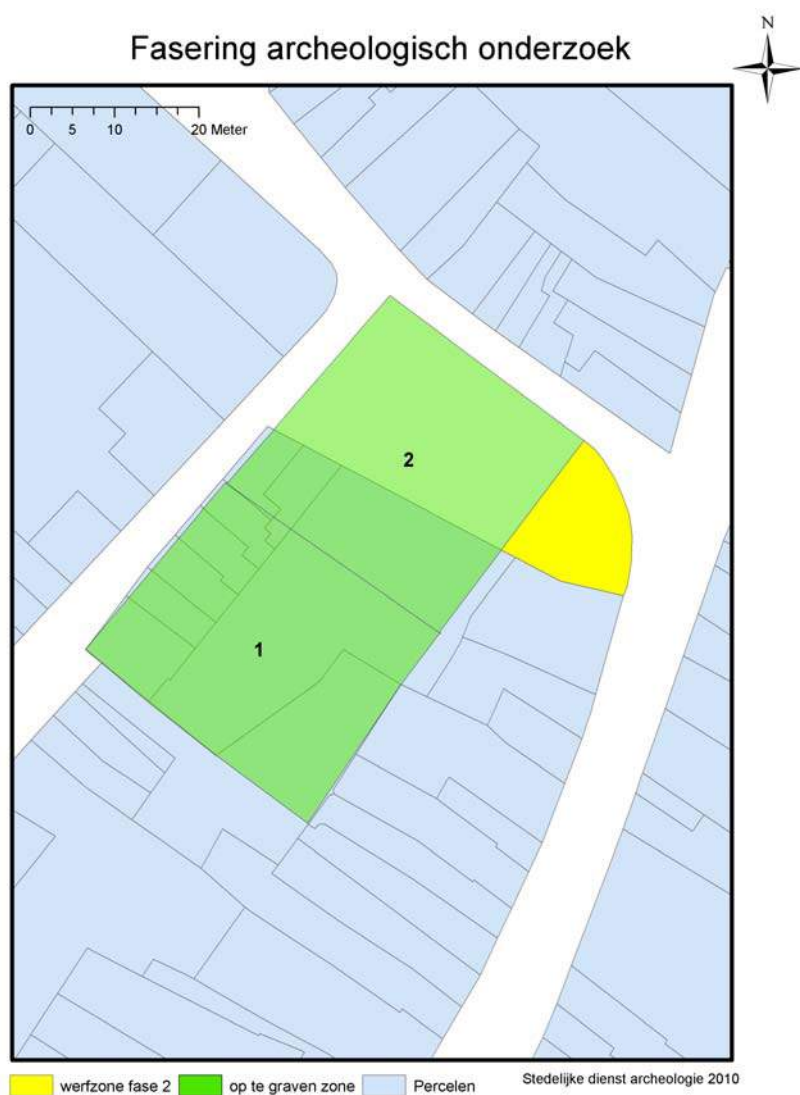 Fasering archeologisch onderzoek
N
0 5 10 20 Meter
2
1
werfzone fase 2 op te graven zone Percelen Stedelijke dienst archeologie 2010